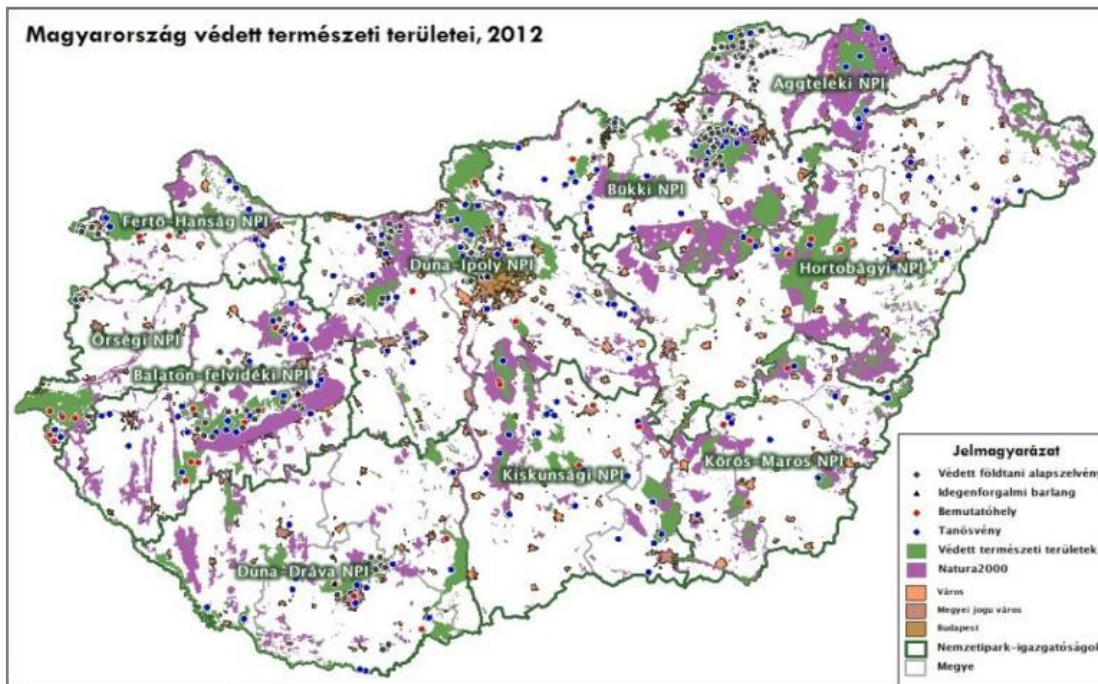 Magyarország védett természeti területei, 2012
Aggteleki NPI
Bükki NPI
Fertő-Hanság NPI
Duna-Ipoly NPI
Hortobágyi NPI
Őrségi NPI
Balaton-felvidéki NPI
Kiskunsági NPI
Körös-Maros NPI
Duna-Dráva NPI
Jelmagyarázat
Védett földtani alapszelvény
Idegenforgalmi barlang
Bemutatóhely
Tanösvény
Védett természeti területek
Natura2000
Város
Megyei jogu város
Budapest
Nemzetipark-igazgatóságok
Megye